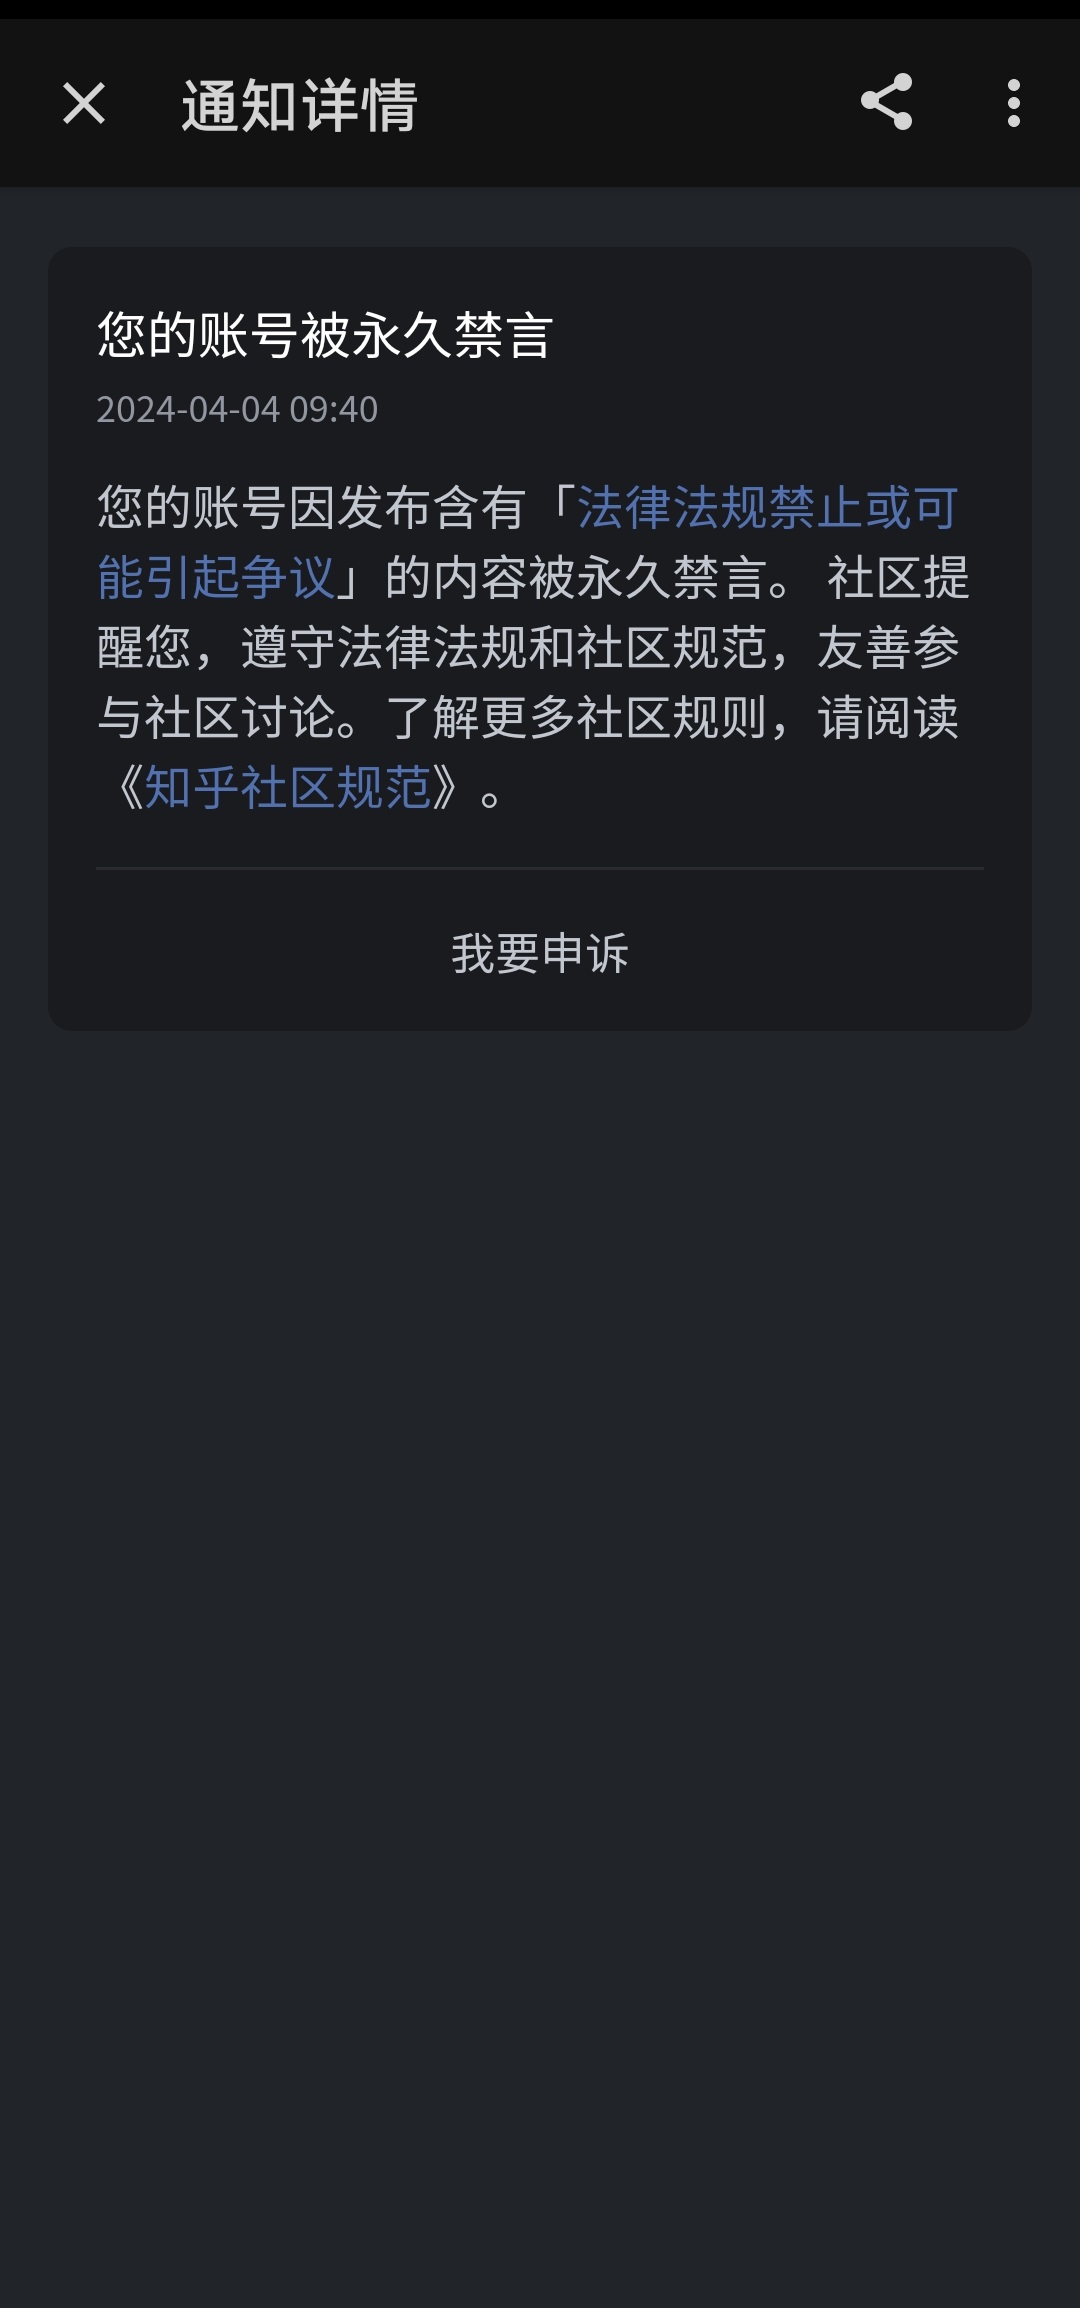 通知详情
您的账号被永久禁言
2024-04-04 09:40
您的账号因发布含有「法律法规禁止或可
能引起争议」的内容被永久禁言。 社区提
醒您，遵守法律法规和社区规范，友善参
与社区讨论。了解更多社区规则，请阅读
《知乎社区规范》。
我要申诉